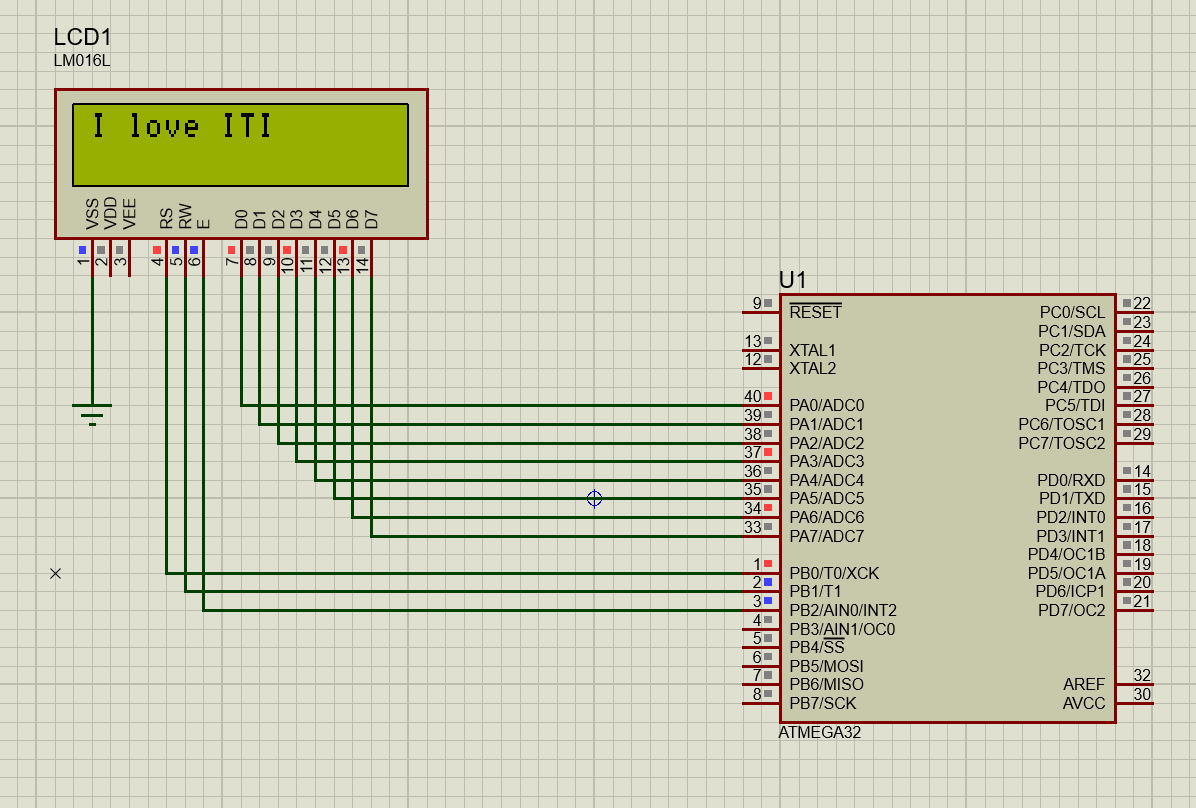 LCD1
LM016L
I love ITI
VSS
VDD
VEE
RS
RW
E
D0
D1
D2
D3
D4
D5
D6
D7
1
2
3
4
5
6
7
8
9
10
11
12
13
14
U1
9 RESET
13 XTAL1
12 XTAL2
40 PA0/ADC0
39 PA1/ADC1
38 PA2/ADC2
37 PA3/ADC3
36 PA4/ADC4
35 PA5/ADC5
34 PA6/ADC6
33 PA7/ADC7
1 PB0/T0/XCK
2 PB1/T1
3 PB2/AIN0/INT2
4 PB3/AIN1/OC0
5 PB4/SS
6 PB5/MOSI
7 PB6/MISO
8 PB7/SCK
PC0/SCL 22
PC1/SDA 23
PC2/TCK 24
PC3/TMS 25
PC4/TDO 26
PC5/TDI 27
PC6/TOSC1 28
PC7/TOSC2 29
PD0/RXD 14
PD1/TXD 15
PD2/INT0 16
PD3/INT1 17
PD4/OC1B 18
PD5/OC1A 19
PD6/ICP1 20
PD7/OC2 21
AREF 32
AVCC 30
ATMEGA32